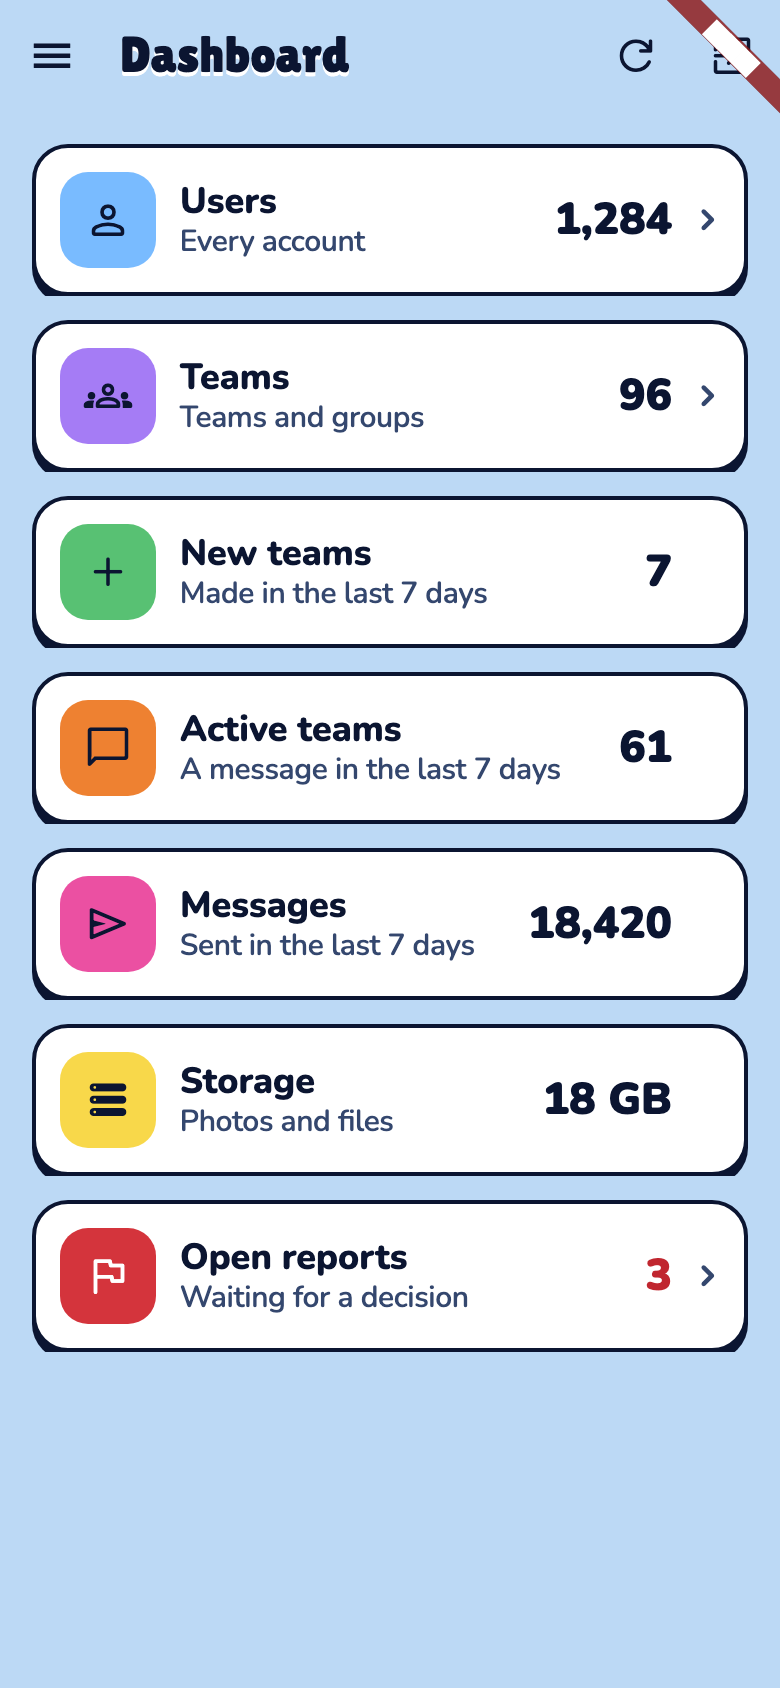 Dashboard
Users
Every account
1,284
Teams
Teams and groups
96
New teams
Made in the last 7 days
7
Active teams
A message in the last 7 days
61
Messages
Sent in the last 7 days
18,420
Storage
Photos and files
18 GB
Open reports
Waiting for a decision
3